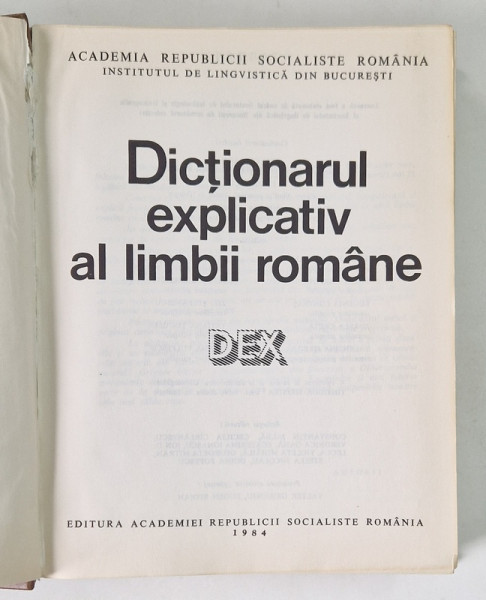 ACADEMIA REPUBLICII SOCIALISTE ROMÂNIA
INSTITUTUL DE LINGVISTICĂ DIN BUCUREȘTI
Dicționarul
explicativ
al limbii române
DEX
EDITURA ACADEMIEI REPUBLICII SOCIALISTE ROMÂNIA
1984